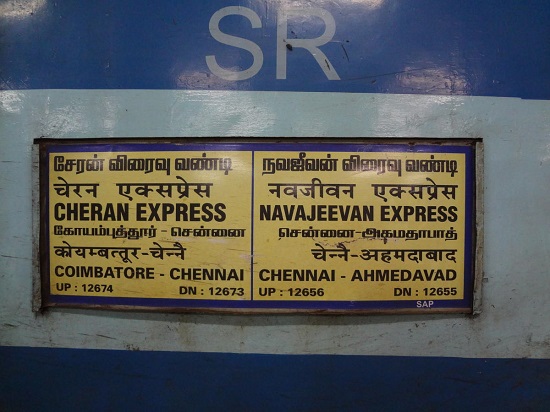 SR
சேரன் விரைவு வண்டி
चेरन एक्सप्रेस
CHERAN EXPRESS
கோயம்புத்தூர் - சென்னை
कोयम्बत्तूर-चेन्नै
COIMBATORE - CHENNAI
UP : 12674 DN : 12673
நவஜீவன் விரைவு வண்டி
नवजीवन एक्सप्रेस
NAVAJEEVAN EXPRESS
சென்னை-அகமதாபாத்
चेन्नै-अहमदाबाद
CHENNAI - AHMEDAVAD
UP : 12656 DN : 12655
SAP